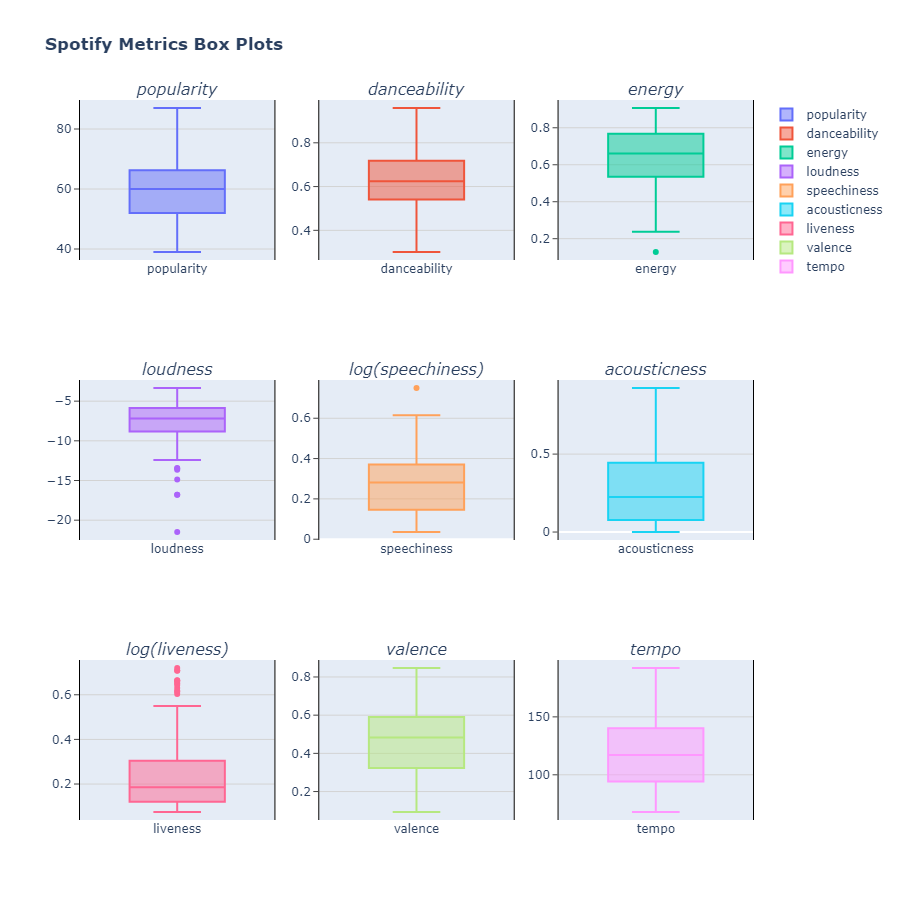 Spotify Metrics Box Plots
popularity
danceability
energy
80
60
40
popularity
0.8
0.6
0.4
danceability
0.8
0.6
0.4
0.2
energy
popularity
danceability
energy
loudness
speechiness
acousticness
liveness
valence
tempo
loudness
log(speechiness)
acousticness
−5
−10
−15
−20
loudness
0.6
0.4
0.2
0
speechiness
0.5
0
acousticness
log(liveness)
valence
tempo
0.6
0.4
0.2
liveness
0.8
0.6
0.4
0.2
valence
150
100
tempo